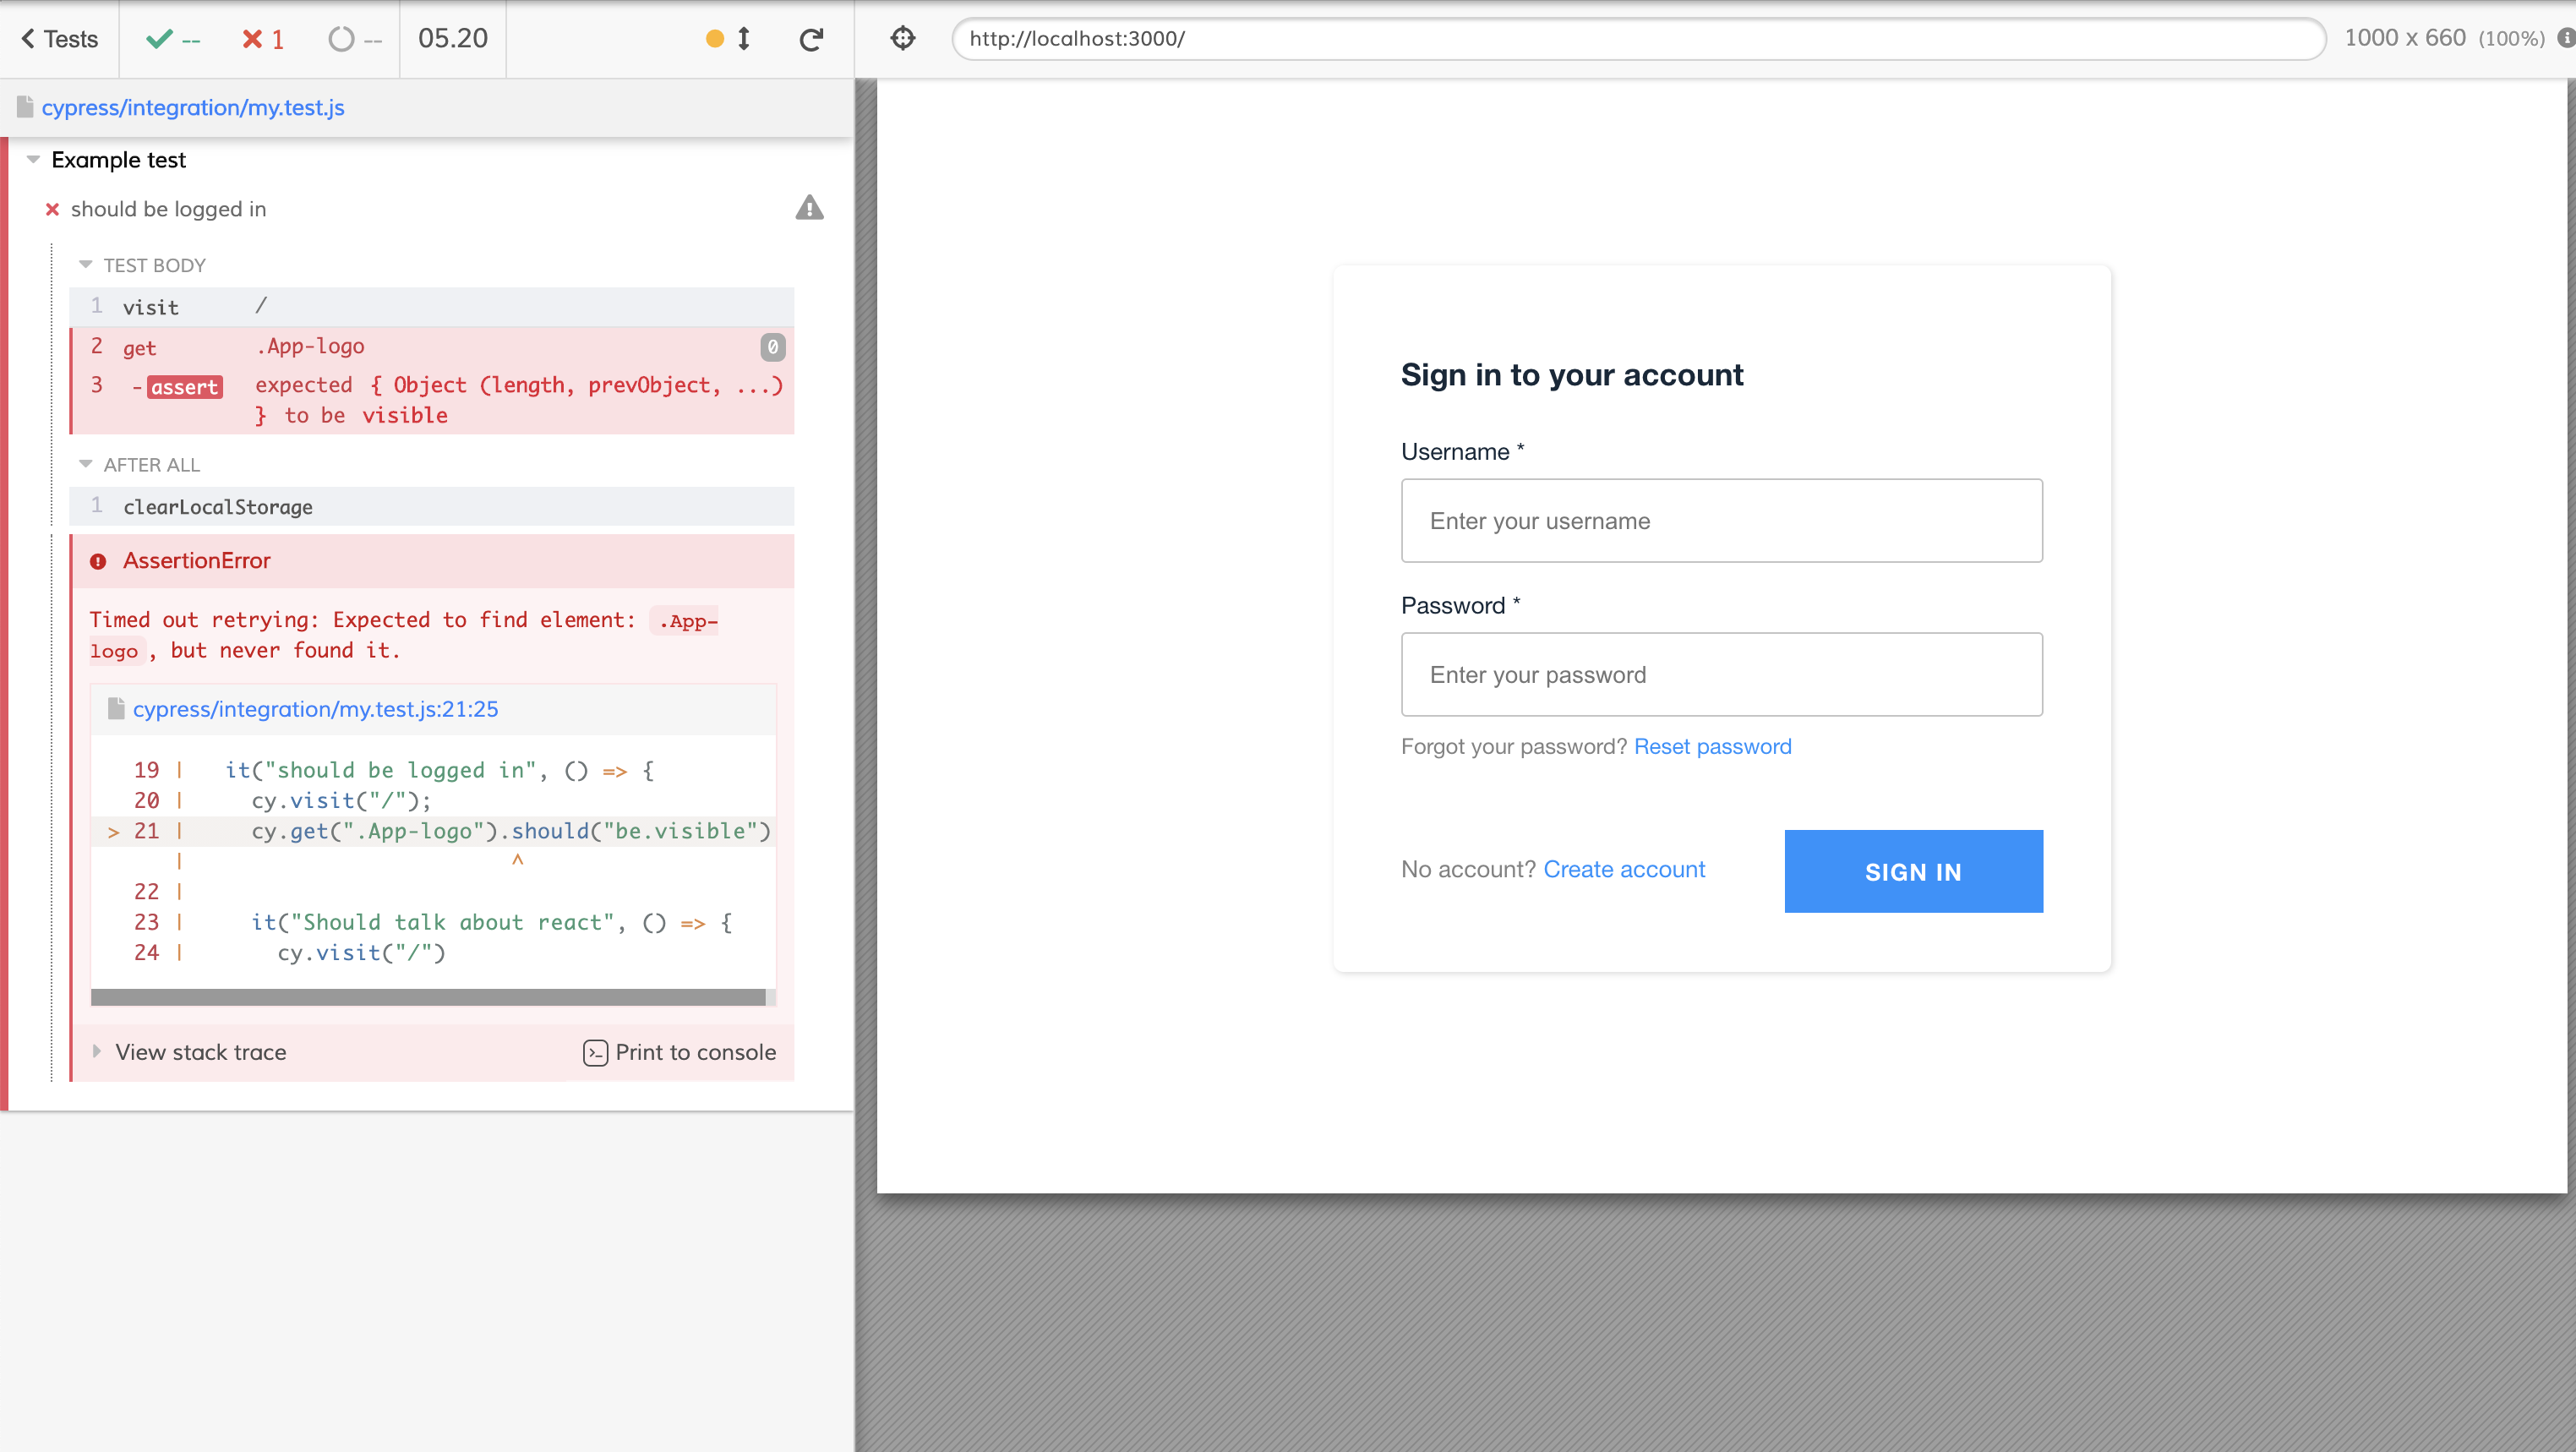 Tests
--
1
--
05.20
http://localhost:3000/
1000 x 660 (100%)
cypress/integration/my.test.js
Example test
should be logged in
TEST BODY
1 visit /
2 get .App-logo 0
3 -assert expected { Object (length, prevObject, ...)
} to be visible
AFTER ALL
1 clearLocalStorage
AssertionError
Timed out retrying: Expected to find element: .App-
logo, but never found it.
cypress/integration/my.test.js:21:25
19 | it("should be logged in", () => {
20 | cy.visit("/");
> 21 | cy.get(".App-logo").should("be.visible")
| ^
22 |
23 | it("Should talk about react", () => {
24 | cy.visit("/")
View stack trace
Print to console
Sign in to your account
Username *
Enter your username
Password *
Enter your password
Forgot your password? Reset password
No account? Create account
SIGN IN